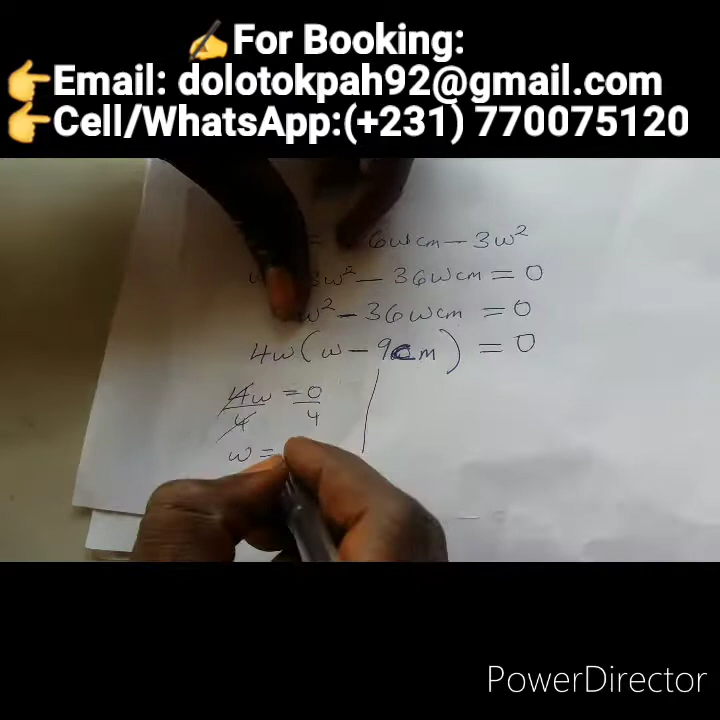 ✍️For Booking:
👉Email: dolotokpah92@gmail.com
👉Cell/WhatsApp:(+231) 770075120
= 6wcm - 3w²
3w² - 36wcm = 0
w² - 36wcm = 0
4w(w - 9cm) = 0
4w/4 = 0/4
w =
PowerDirector